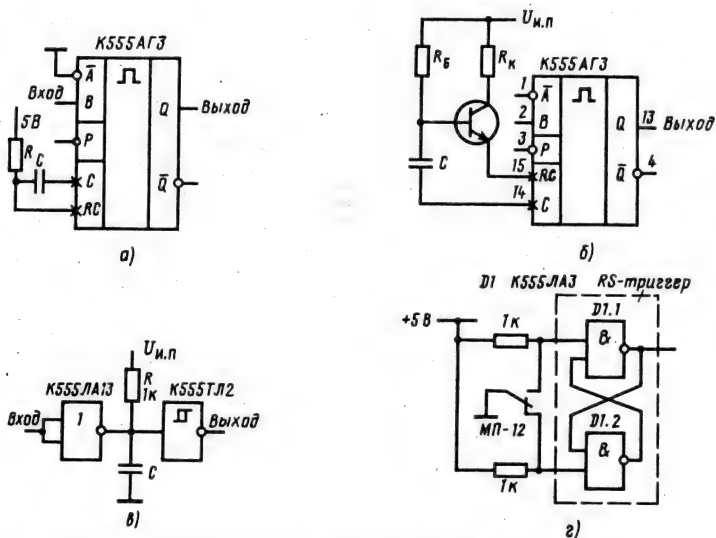 К555АГ3
Ā
Вход
B
Q
Выход
5В
R
P
C
C
Q̄
RC
а)
Uи.п
RБ
Rк
К555АГ3
1
Ā
2
B
Q
13
Выход
3
P
C
15
RC
Q̄
4
14
C
б)
Uи.п
К555ЛА13
R
1к
К555ТЛ2
Вход
1
Выход
C
в)
D1 К555ЛА3 RS-триггер
+5В
1к
D1.1
&
МП-12
D1.2
&
1к
г)